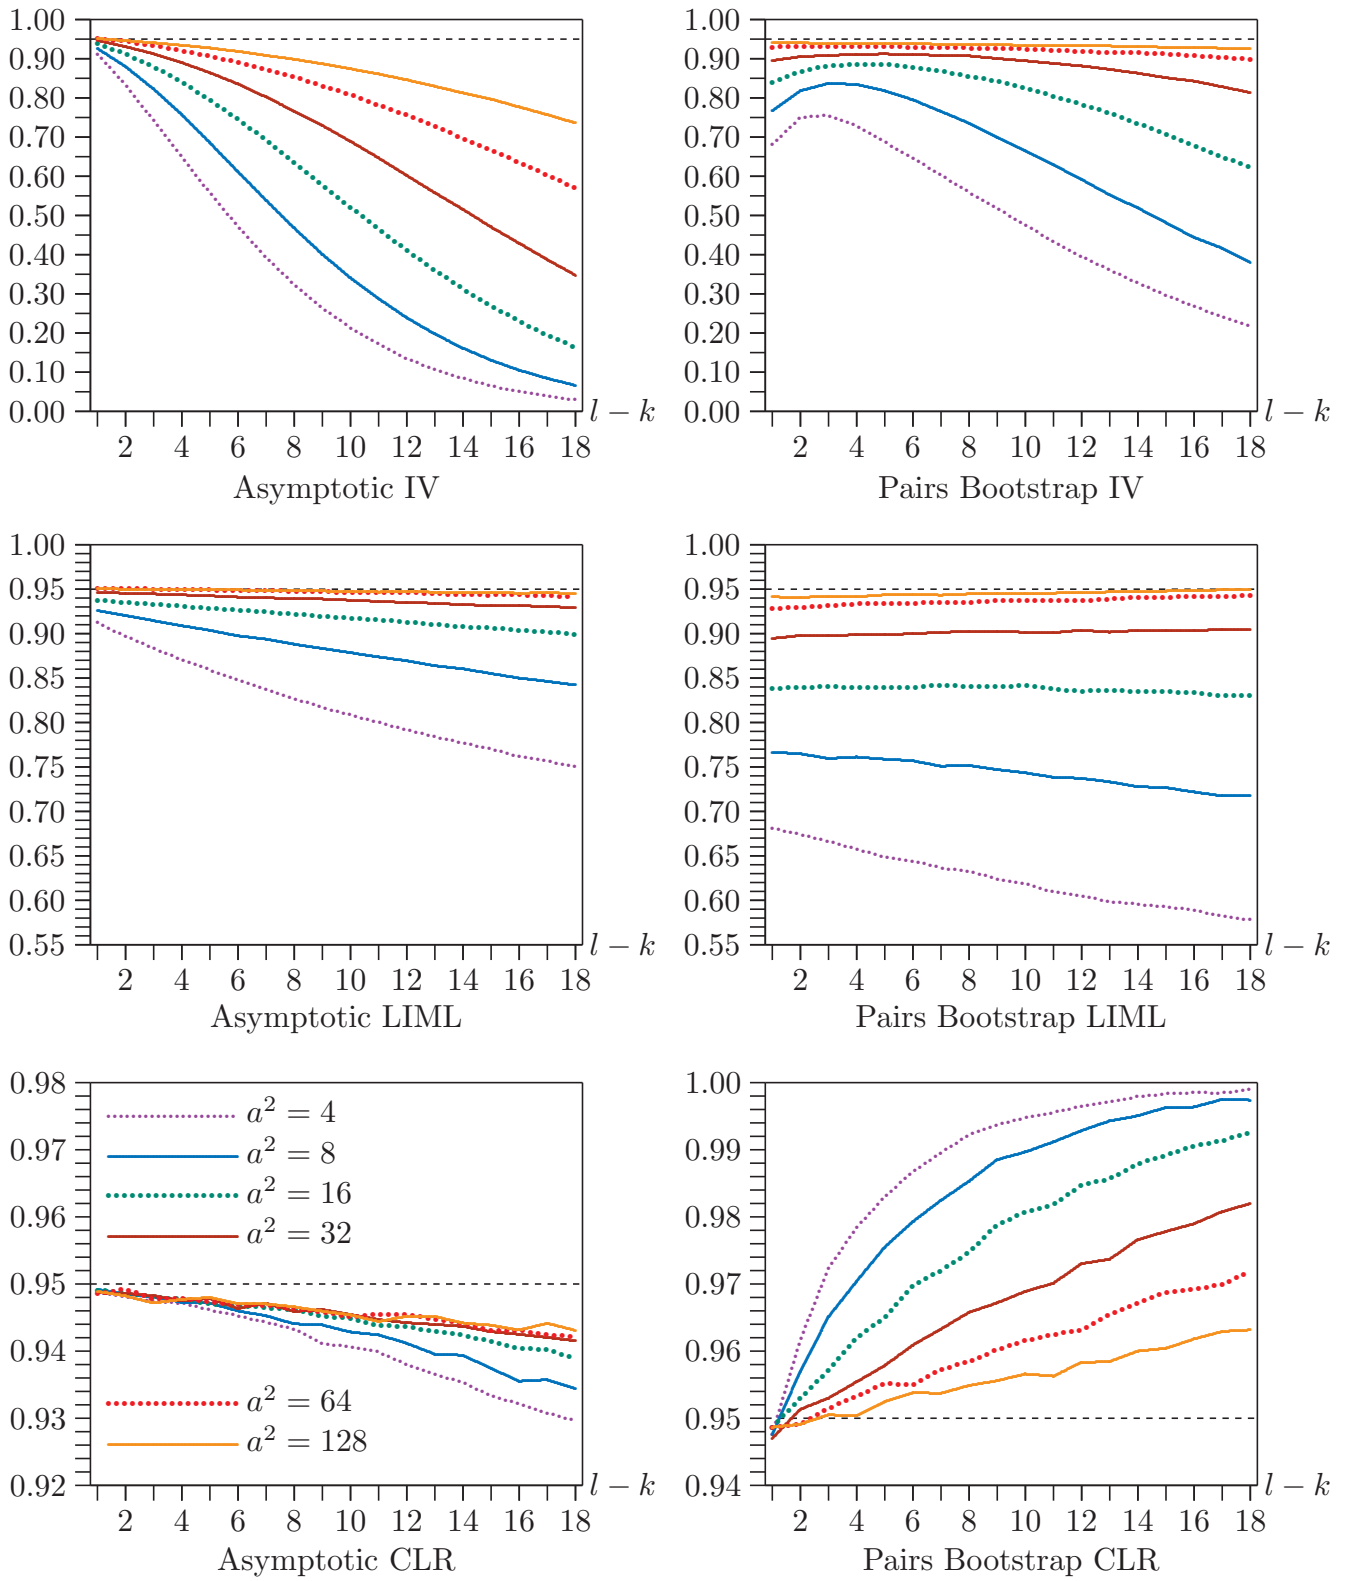 1.00
0.90
0.80
0.70
0.60
0.50
0.40
0.30
0.20
0.10
0.00
2 4 6 8 10 12 14 16 18
l − k
Asymptotic IV
1.00
0.90
0.80
0.70
0.60
0.50
0.40
0.30
0.20
0.10
0.00
2 4 6 8 10 12 14 16 18
l − k
Pairs Bootstrap IV
1.00
0.95
0.90
0.85
0.80
0.75
0.70
0.65
0.60
0.55
2 4 6 8 10 12 14 16 18
l − k
Asymptotic LIML
1.00
0.95
0.90
0.85
0.80
0.75
0.70
0.65
0.60
0.55
2 4 6 8 10 12 14 16 18
l − k
Pairs Bootstrap LIML
0.98
0.97
0.96
0.95
0.94
0.93
0.92
a² = 4
a² = 8
a² = 16
a² = 32
a² = 64
a² = 128
2 4 6 8 10 12 14 16 18
l − k
Asymptotic CLR
1.00
0.99
0.98
0.97
0.96
0.95
0.94
2 4 6 8 10 12 14 16 18
l − k
Pairs Bootstrap CLR